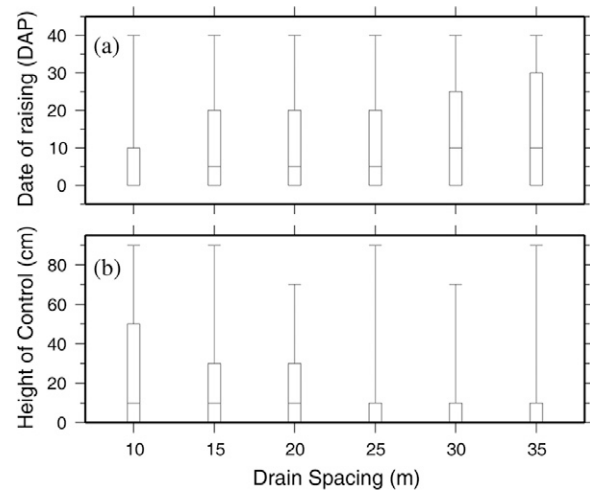 (a)
Date of raising (DAP)
40
30
20
10
0
(b)
Height of Control (cm)
80
60
40
20
0
10 15 20 25 30 35
Drain Spacing (m)